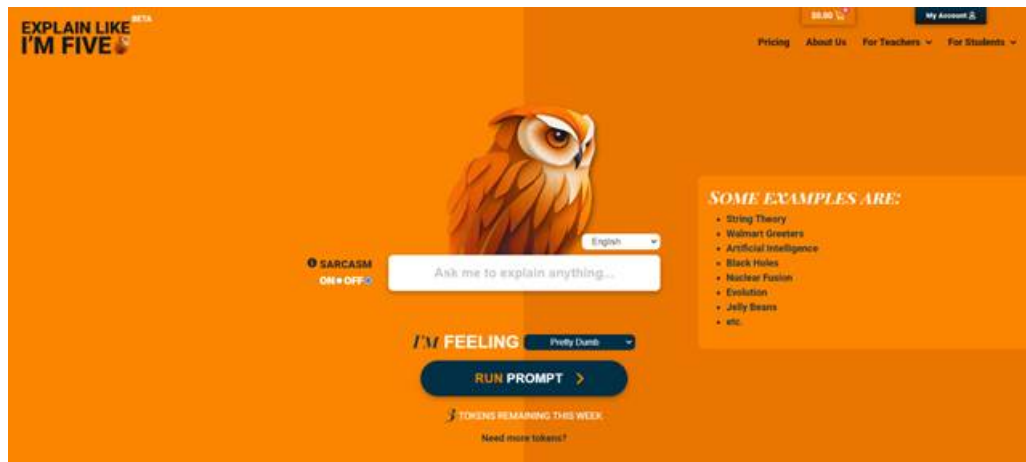 EXPLAIN LIKE BETA
I'M FIVE
$0.00
My Account
Pricing About Us For Teachers For Students
SOME EXAMPLES ARE:
• String Theory
• Walmart Greeters
• Artificial Intelligence
• Black Holes
• Nuclear Fusion
• Evolution
• Jelly Beans
• etc.
English
SARCASM
ON OFF
Ask me to explain anything...
I'M FEELING Pretty Dumb
RUN PROMPT >
3 TOKENS REMAINING THIS WEEK
Need more tokens?